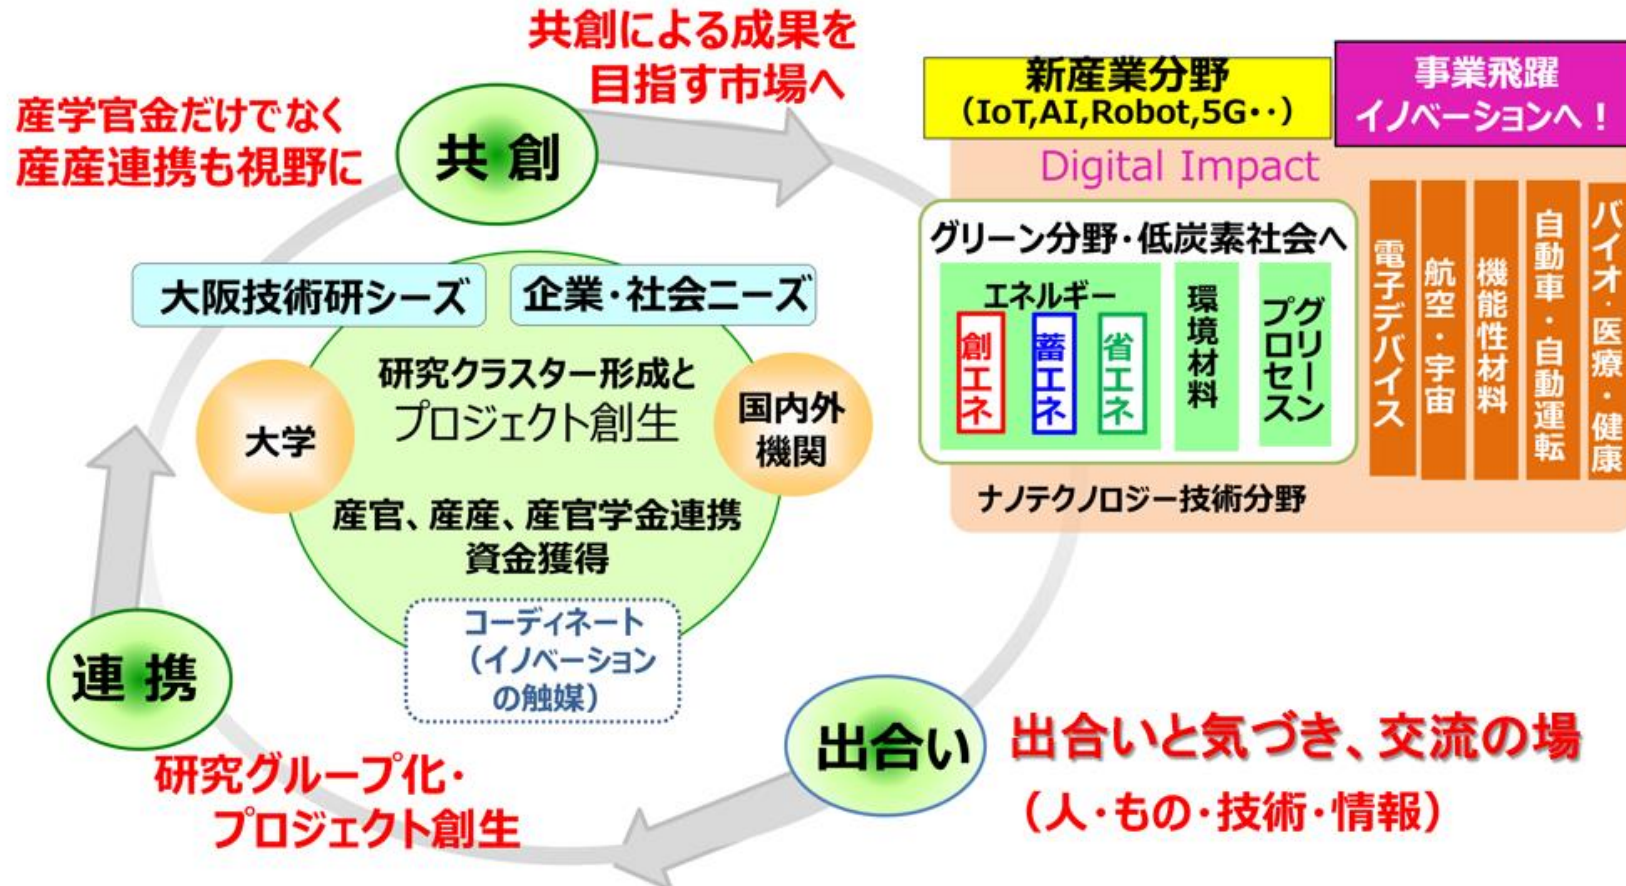 共創による成果を
目指す市場へ
産学官金だけでなく
産産連携も視野に
共 創
新産業分野
(IoT,AI,Robot,5G・・)
事業飛躍
イノベーションへ！
Digital Impact
グリーン分野・低炭素社会へ
エネルギー
創エネ
蓄エネ
省エネ
環境材料
グリーン
プロセス
電子デバイス
航空・宇宙
機能性材料
自動車・自動運転
バイオ・医療・健康
ナノテクノロジー技術分野
大阪技術研シーズ
企業・社会ニーズ
研究クラスター形成と
プロジェクト創生
大学
国内外
機関
産官、産産、産官学金連携
資金獲得
コーディネート
（イノベーション
の触媒）
連 携
研究グループ化・
プロジェクト創生
出合い
出合いと気づき、交流の場
（人・もの・技術・情報）